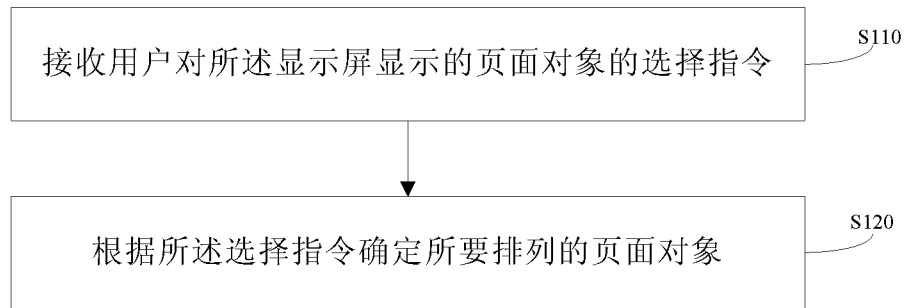 接收用户对所述显示屏显示的页面对象的选择指令
S110
根据所述选择指令确定所要排列的页面对象
S120